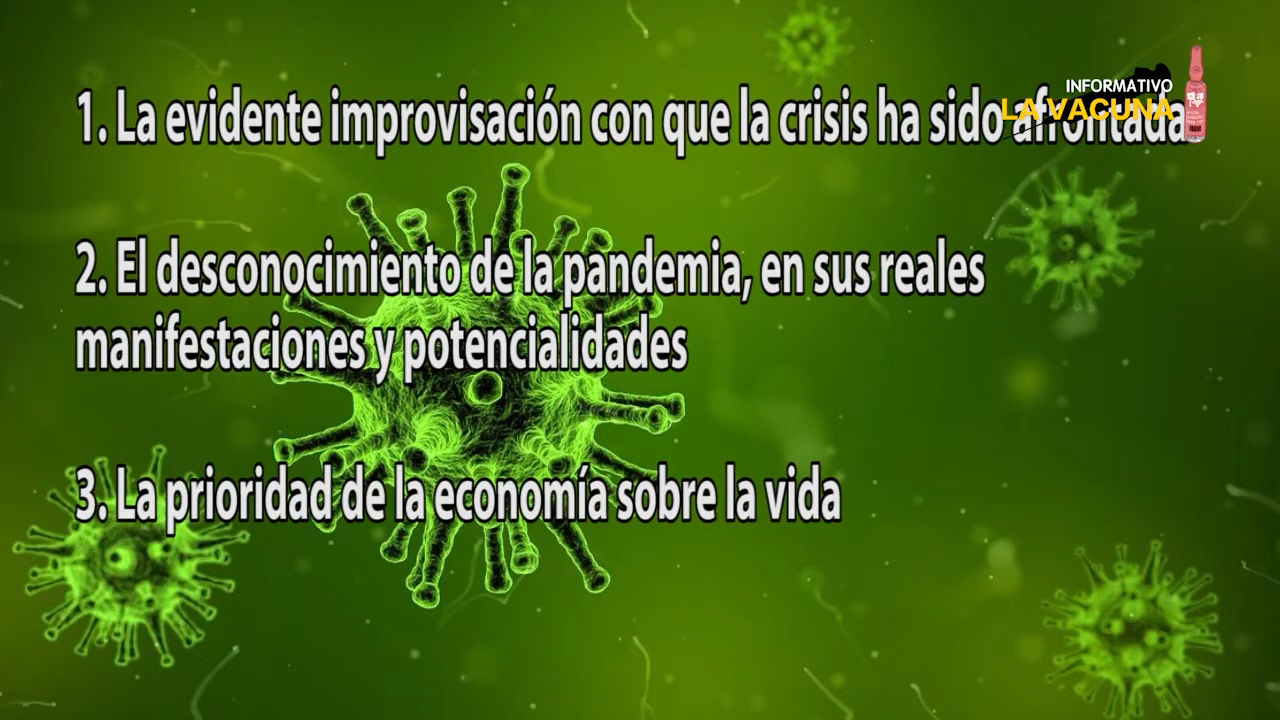 INFORMATIVO
LA VACUNA
1. La evidente improvisación con que la crisis ha sido afrontada
2. El desconocimiento de la pandemia, en sus reales
manifestaciones y potencialidades
3. La prioridad de la economía sobre la vida